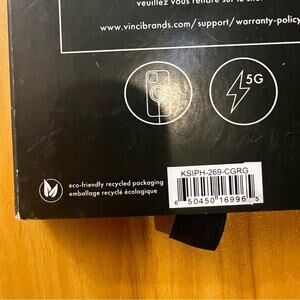 veuillez vous rendre sur le site:
www.vincibrands.com/support/warranty-policy
5G
KSIPH-269-CGRG
6 50450 16996 5
eco-friendly recycled packaging
emballage recyclé écologique